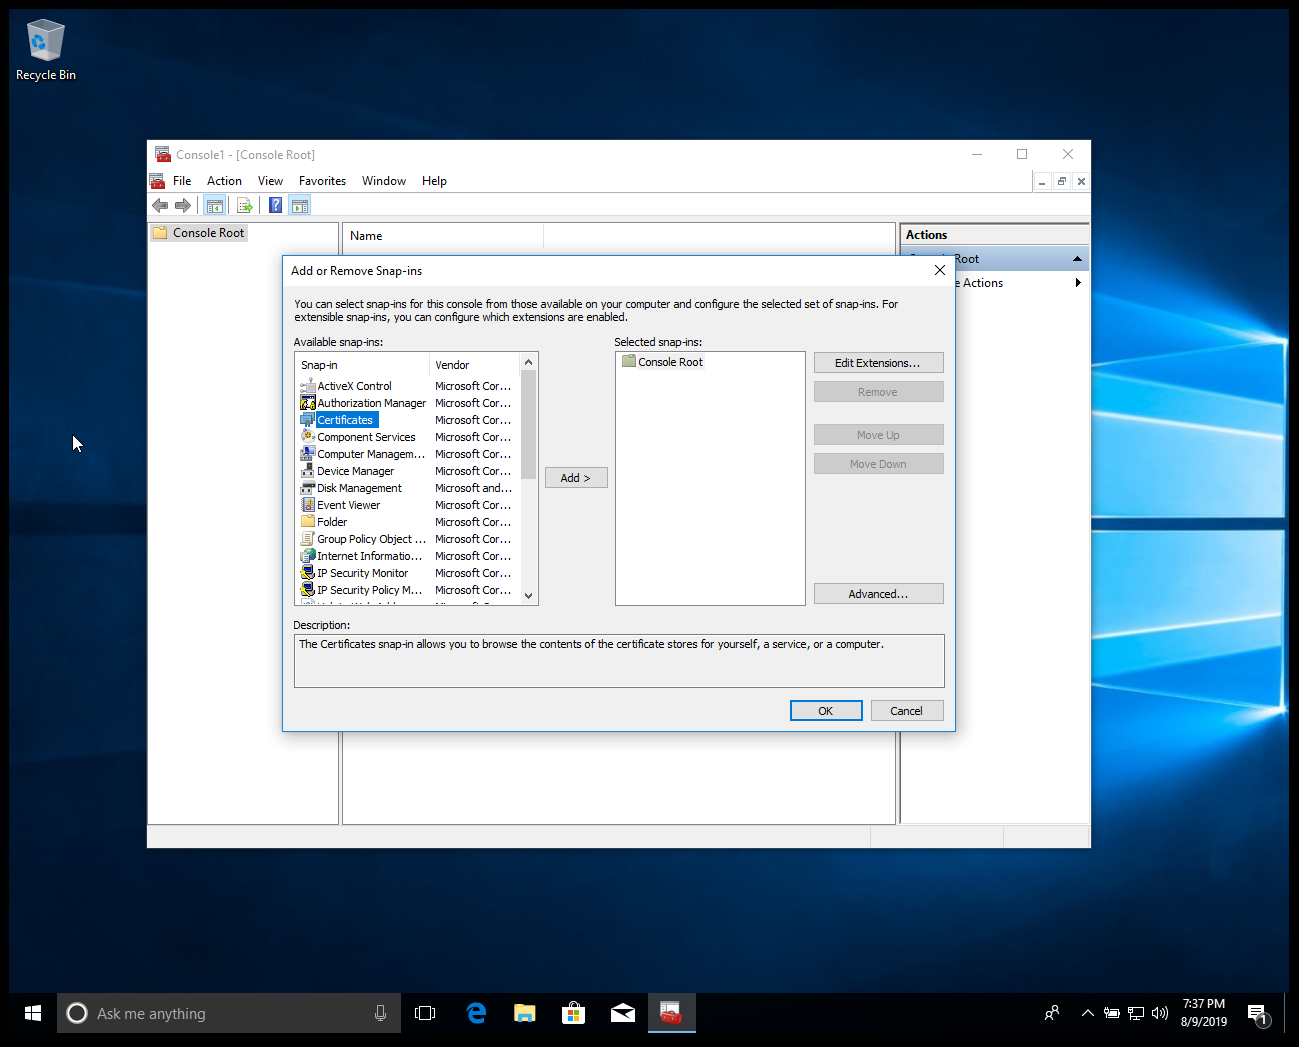 Recycle Bin
Console1 - [Console Root]
File Action View Favorites Window Help
Console Root
Name
Actions
Root
e Actions
Add or Remove Snap-ins
You can select snap-ins for this console from those available on your computer and configure the selected set of snap-ins. For
extensible snap-ins, you can configure which extensions are enabled.
Available snap-ins:
Selected snap-ins:
Snap-in Vendor
ActiveX Control Microsoft Cor...
Authorization Manager Microsoft Cor...
Certificates Microsoft Cor...
Component Services Microsoft Cor...
Computer Managem... Microsoft Cor...
Device Manager Microsoft Cor...
Disk Management Microsoft and...
Event Viewer Microsoft Cor...
Folder Microsoft Cor...
Group Policy Object ... Microsoft Cor...
Internet Informatio... Microsoft Cor...
IP Security Monitor Microsoft Cor...
IP Security Policy M... Microsoft Cor...
Add >
Console Root
Edit Extensions...
Remove
Move Up
Move Down
Advanced...
Description:
The Certificates snap-in allows you to browse the contents of the certificate stores for yourself, a service, or a computer.
OK
Cancel
Ask me anything
7:37 PM
8/9/2019
1